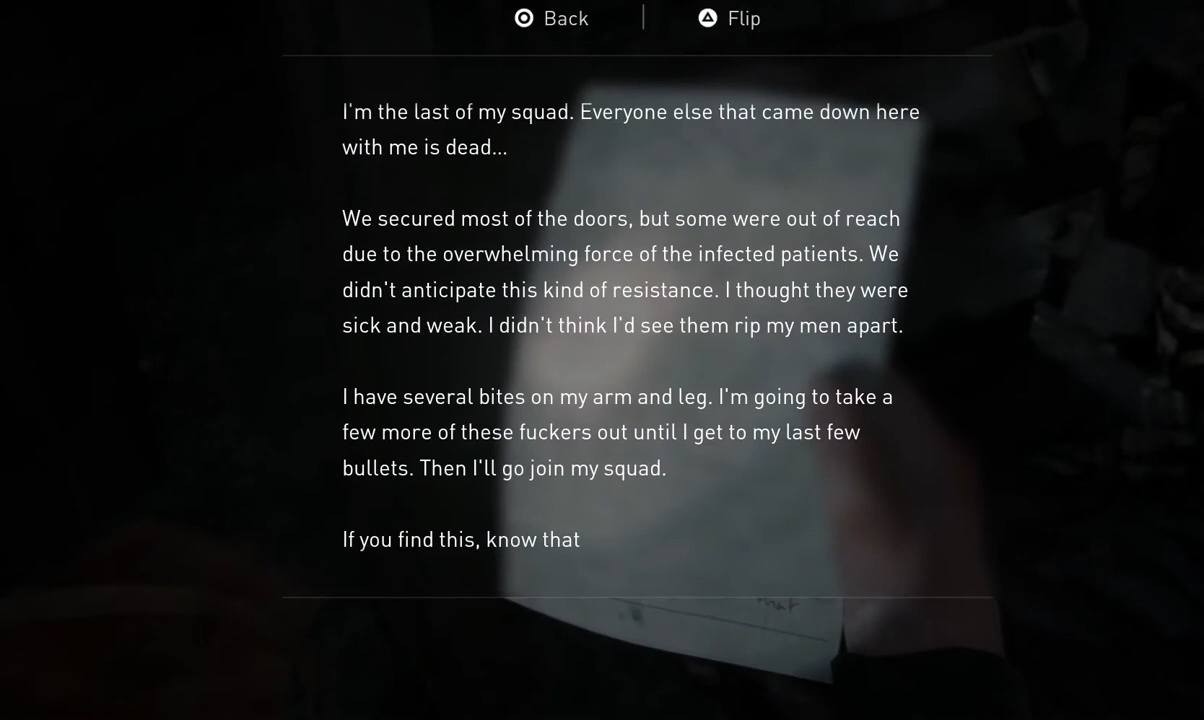 Back | Flip
I'm the last of my squad. Everyone else that came down here
with me is dead...
We secured most of the doors, but some were out of reach
due to the overwhelming force of the infected patients. We
didn't anticipate this kind of resistance. I thought they were
sick and weak. I didn't think I'd see them rip my men apart.
I have several bites on my arm and leg. I'm going to take a
few more of these fuckers out until I get to my last few
bullets. Then I'll go join my squad.
If you find this, know that
that